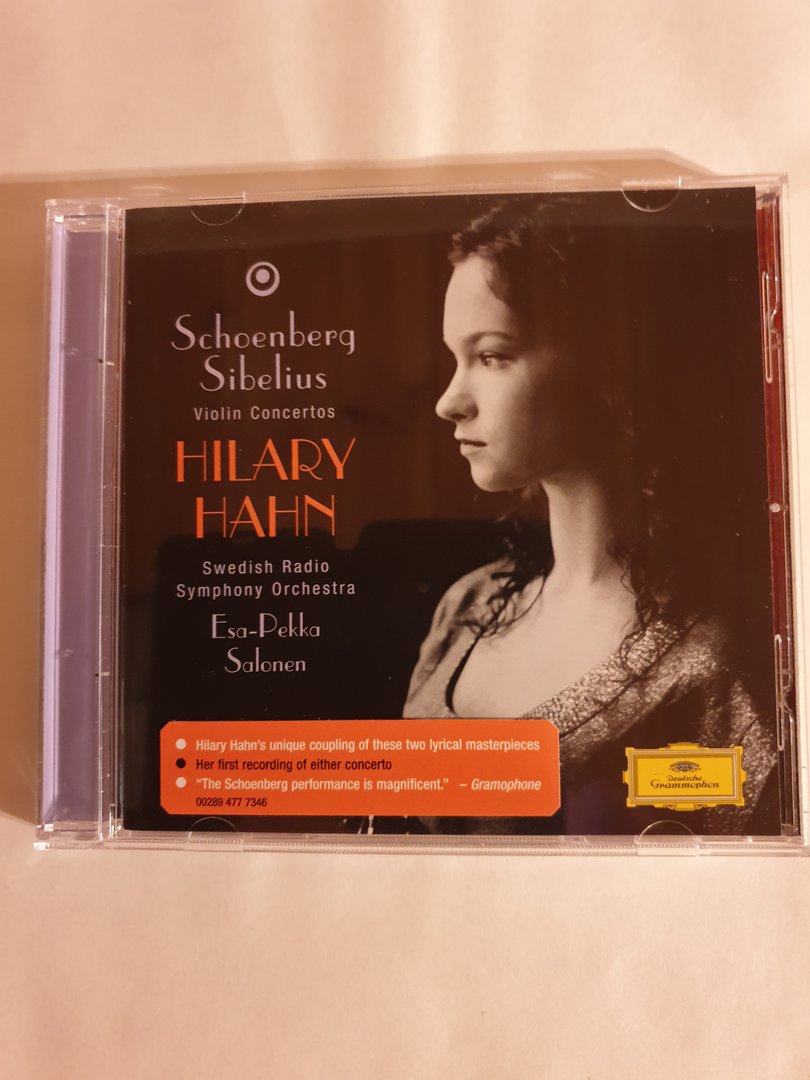 Schoenberg
Sibelius
Violin Concertos
HILARY
HAHN
Swedish Radio
Symphony Orchestra
Esa-Pekka
Salonen
Hilary Hahn's unique coupling of these two lyrical masterpieces
Her first recording of either concerto
"The Schoenberg performance is magnificent." – Gramophone
00289 477 7346
Deutsche
Grammophon